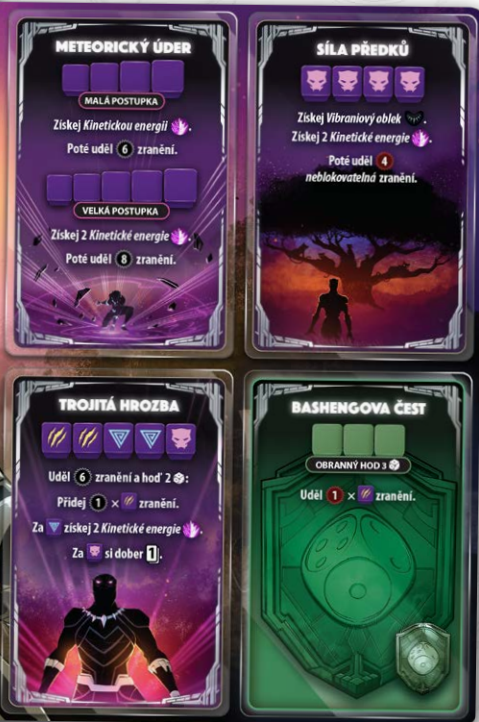 METEORICKÝ ÚDER
MALÁ POSTUPKA
Získej Kinetickou energii.
Poté uděl 6 zranění.
VELKÁ POSTUPKA
Získej 2 Kinetické energie.
Poté uděl 8 zranění.
SÍLA PŘEDKŮ
Získej Vibraniový oblek.
Získej 2 Kinetické energie.
Poté uděl 4
neblokovatelná zranění.
TROJITÁ HROZBA
Uděl 6 zranění a hoď 2:
Přidej 1 × zranění.
Za získej 2 Kinetické energie.
Za si dober 1.
BASHENGOVA ČEST
OBRANNÝ HOD 3
Uděl 1 × zranění.